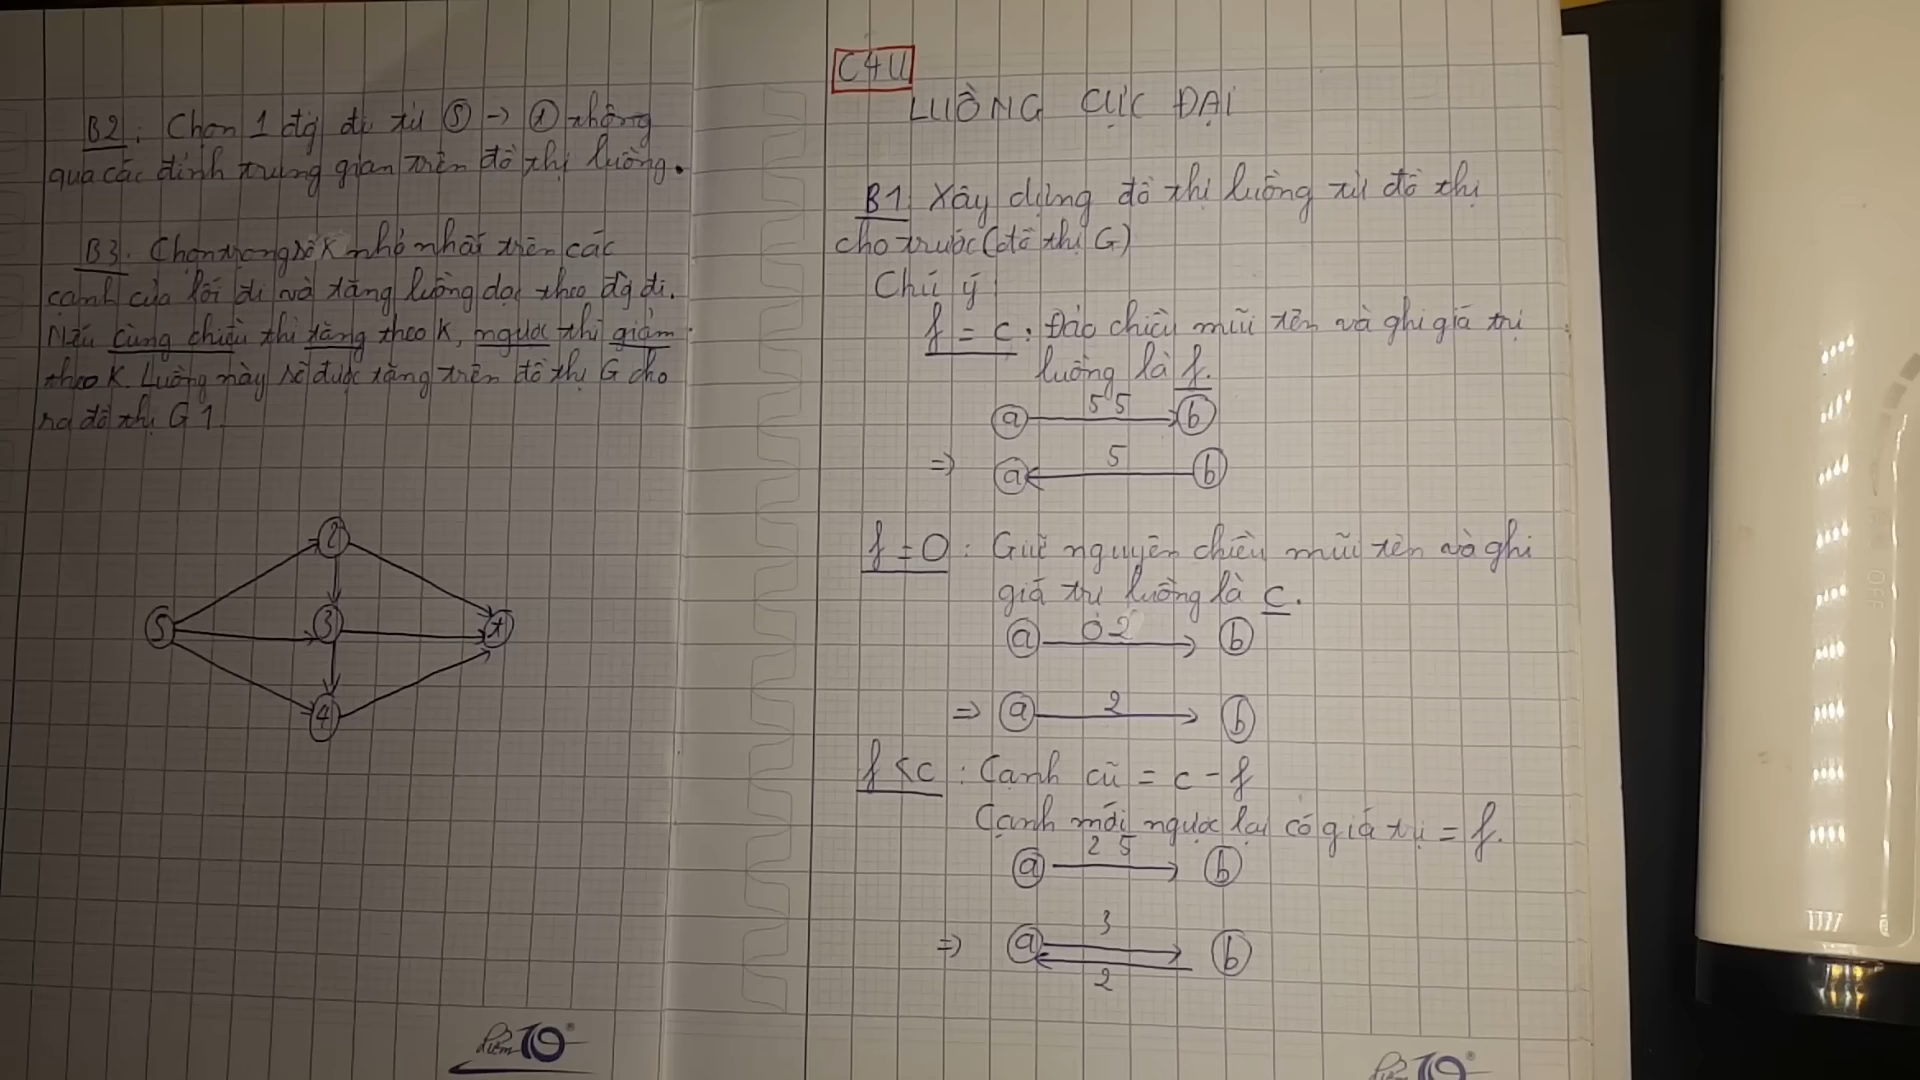 B2: Chọn 1 đg đi từ (s) -> (t) thông
qua các đỉnh trung gian trên đồ thị luồng.
B3: Chọn trọng số K nhỏ nhất trên các
cạnh của lối đi và tăng luồng dọc theo đg đi.
Nếu cùng chiều thì tăng theo K, ngược thì giảm
theo K. Luồng này sẽ được tăng trên đồ thị G cho
ra đồ thị G1
2
S 3 t
4
Điểm 10
C4U
LUỒNG CỰC ĐẠI
B1 Xây dựng đồ thị luồng từ đồ thị
cho trước (đồ thị G)
Chú ý
f = c: Đảo chiều mũi tên và ghi giá trị
luồng là f.
5 5
a b
5
=> a b
f = 0: Giữ nguyên chiều mũi tên và ghi
giá trị luồng là c.
0 2
a b
2
=> a b
f < c: Cạnh cũ = c - f
Cạnh mới ngược lại có giá trị = f.
2 5
a b
3
=> a b
2
OFF